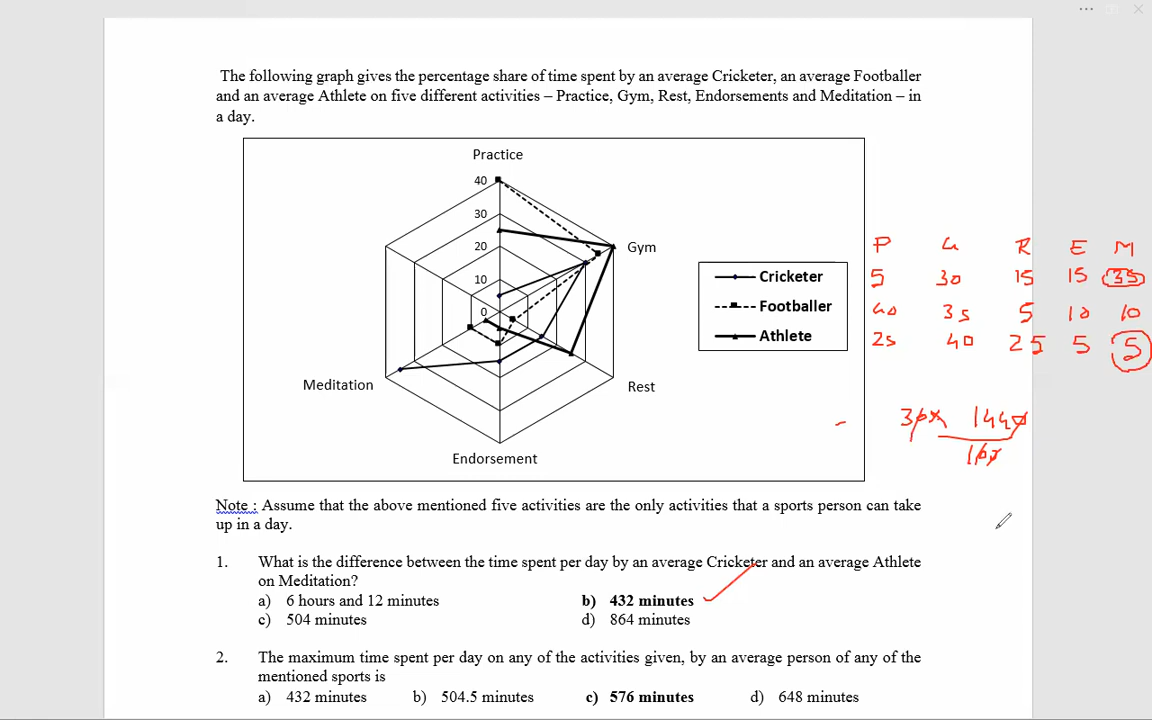 The following graph gives the percentage share of time spent by an average Cricketer, an average Footballer
and an average Athlete on five different activities – Practice, Gym, Rest, Endorsements and Meditation – in
a day.
Practice
40
30
20
10
0
Gym
Rest
Endorsement
Meditation
Cricketer
Footballer
Athlete
P G R E M
5 30 15 15 35
40 35 5 10 10
25 40 25 5 5
30% 1440
100
Note : Assume that the above mentioned five activities are the only activities that a sports person can take
up in a day.
1. What is the difference between the time spent per day by an average Cricketer and an average Athlete
on Meditation?
a) 6 hours and 12 minutes b) 432 minutes
c) 504 minutes d) 864 minutes
2. The maximum time spent per day on any of the activities given, by an average person of any of the
mentioned sports is
a) 432 minutes b) 504.5 minutes c) 576 minutes d) 648 minutes